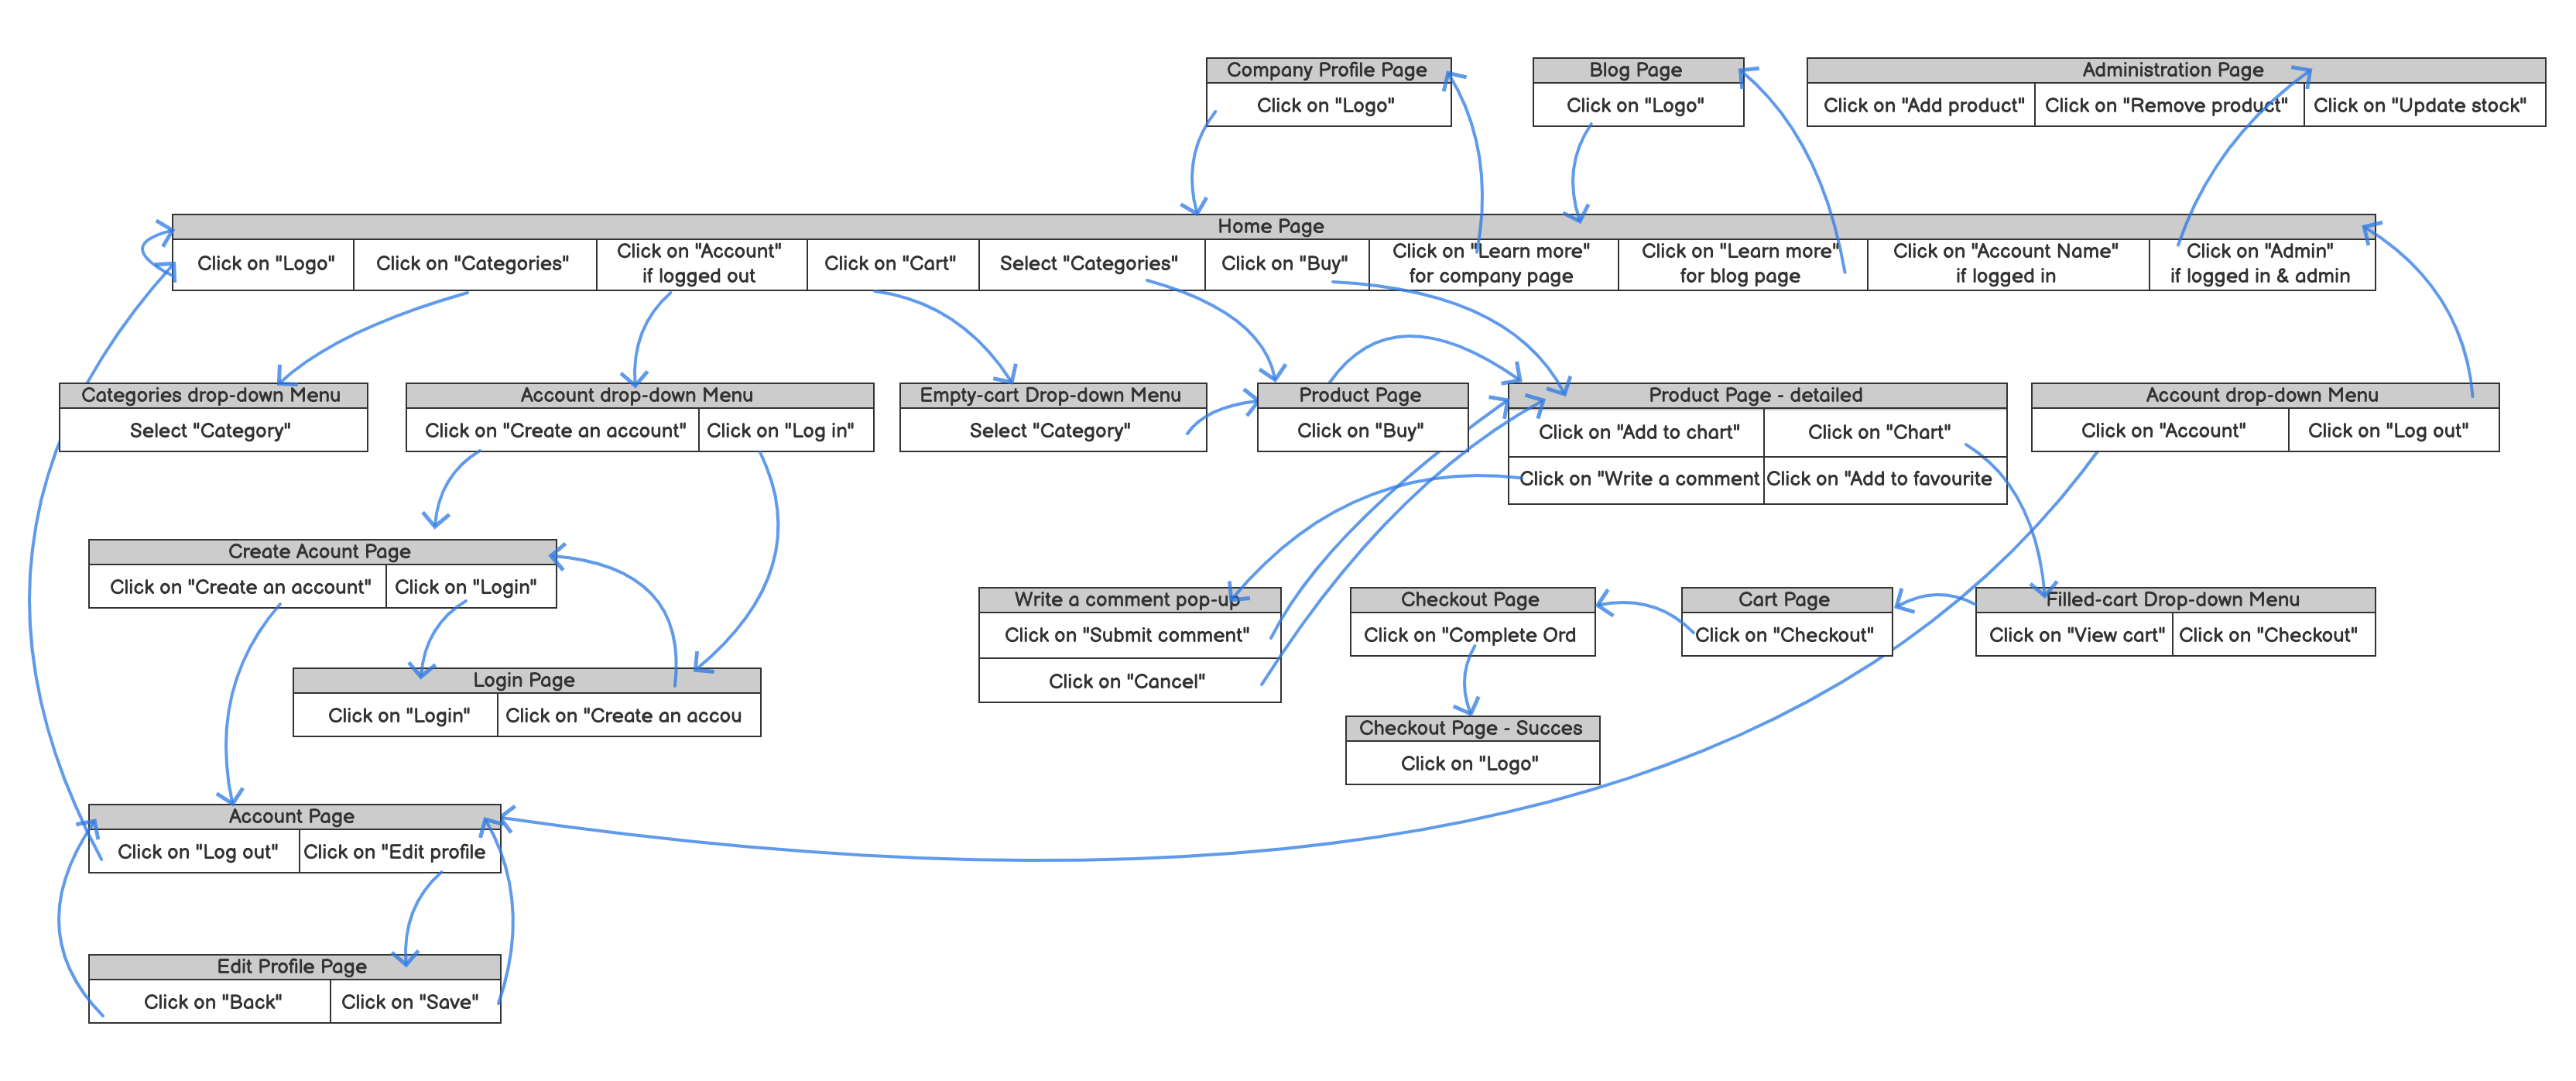 Company Profile Page
Click on "Logo"
Blog Page
Click on "Logo"
Administration Page
Click on "Add product"
Click on "Remove product"
Click on "Update stock"
Home Page
Click on "Logo"
Click on "Categories"
Click on "Account"
if logged out
Click on "Cart"
Select "Categories"
Click on "Buy"
Click on "Learn more"
for company page
Click on "Learn more"
for blog page
Click on "Account Name"
if logged in
Click on "Admin"
if logged in & admin
Categories drop-down Menu
Select "Category"
Account drop-down Menu
Click on "Create an account"
Click on "Log in"
Empty-cart Drop-down Menu
Select "Category"
Product Page
Click on "Buy"
Product Page - detailed
Click on "Add to chart"
Click on "Chart"
Click on "Write a comment
Click on "Add to favourite
Account drop-down Menu
Click on "Account"
Click on "Log out"
Create Acount Page
Click on "Create an account"
Click on "Login"
Write a comment pop-up
Click on "Submit comment"
Click on "Cancel"
Checkout Page
Click on "Complete Ord
Cart Page
Click on "Checkout"
Filled-cart Drop-down Menu
Click on "View cart"
Click on "Checkout"
Login Page
Click on "Login"
Click on "Create an accou
Checkout Page - Succes
Click on "Logo"
Account Page
Click on "Log out"
Click on "Edit profile
Edit Profile Page
Click on "Back"
Click on "Save"